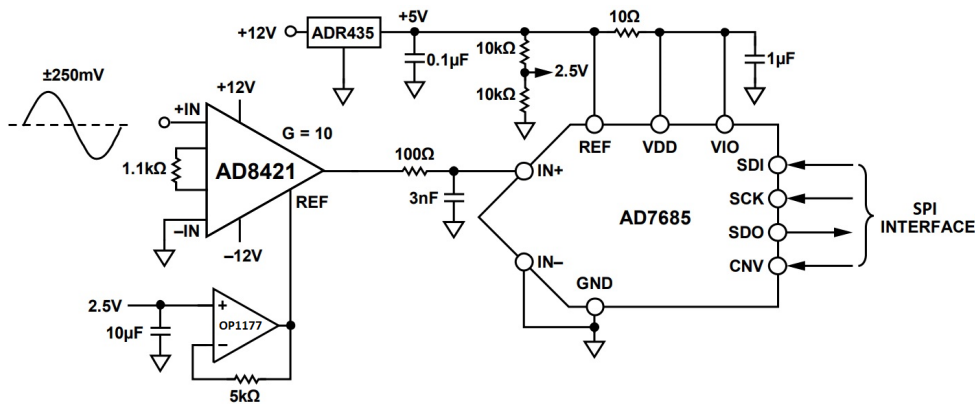 +12V
ADR435
+5V
10Ω
±250mV
0.1µF
10kΩ
2.5V
10kΩ
1µF
+12V
+IN
G = 10
1.1kΩ
AD8421
REF
–IN
–12V
100Ω
3nF
IN+
REF
VDD
VIO
SDI
SCK
SDO
CNV
AD7685
SPI
INTERFACE
IN–
GND
2.5V
10µF
+
OP1177
–
5kΩ